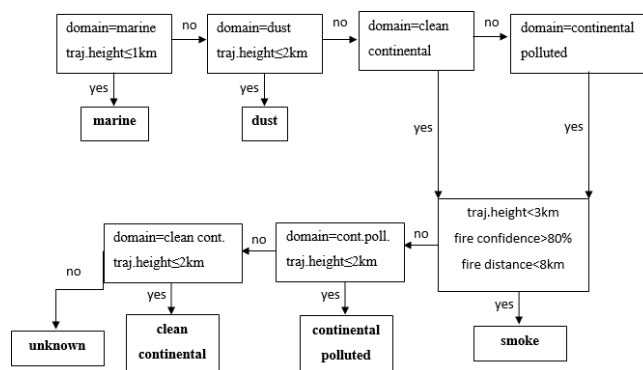 domain=marine
traj.height≤1km
no
domain=dust
traj.height≤2km
no
domain=clean
continental
no
domain=continental
polluted
yes
marine
yes
dust
yes
yes
traj.height<3km
fire confidence>80%
fire distance<8km
no
domain=cont.poll.
traj.height≤2km
no
domain=clean cont.
traj.height≤2km
no
yes
yes
yes
unknown
clean
continental
continental
polluted
smoke